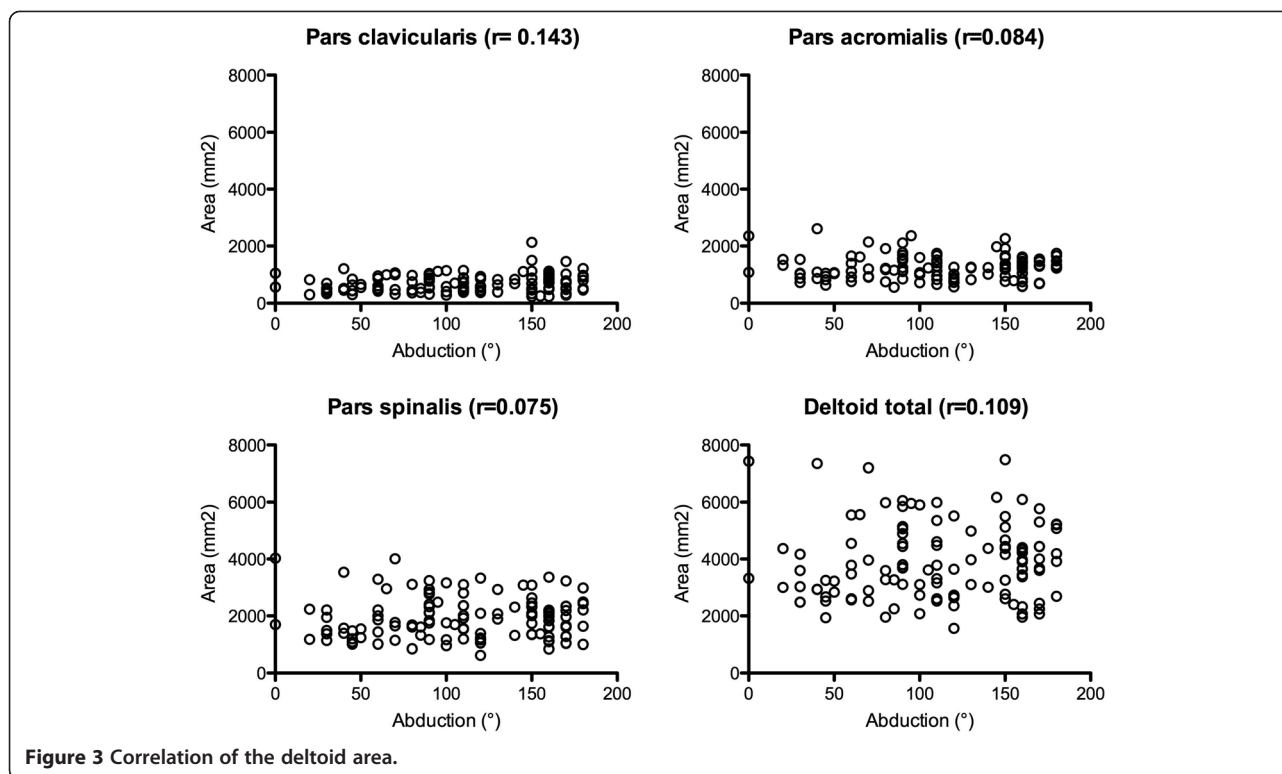 Pars clavicularis (r= 0.143)
8000
6000
4000
2000
0
Area (mm2)
0 50 100 150 200
Abduction (°)
Pars acromialis (r=0.084)
8000
6000
4000
2000
0
Area (mm2)
0 50 100 150 200
Abduction (°)
Pars spinalis (r=0.075)
8000
6000
4000
2000
0
Area (mm2)
0 50 100 150 200
Abduction (°)
Deltoid total (r=0.109)
8000
6000
4000
2000
0
Area (mm2)
0 50 100 150 200
Abduction (°)
Figure 3 Correlation of the deltoid area.